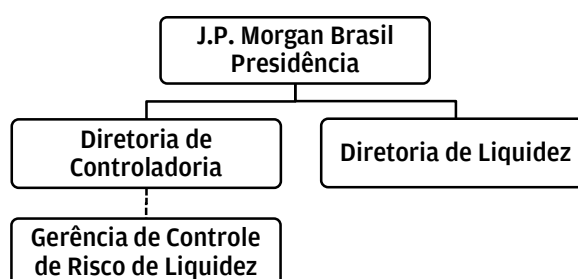 J.P. Morgan Brasil
Presidência
Diretoria de
Controladoria
Diretoria de Liquidez
Gerência de Controle
de Risco de Liquidez